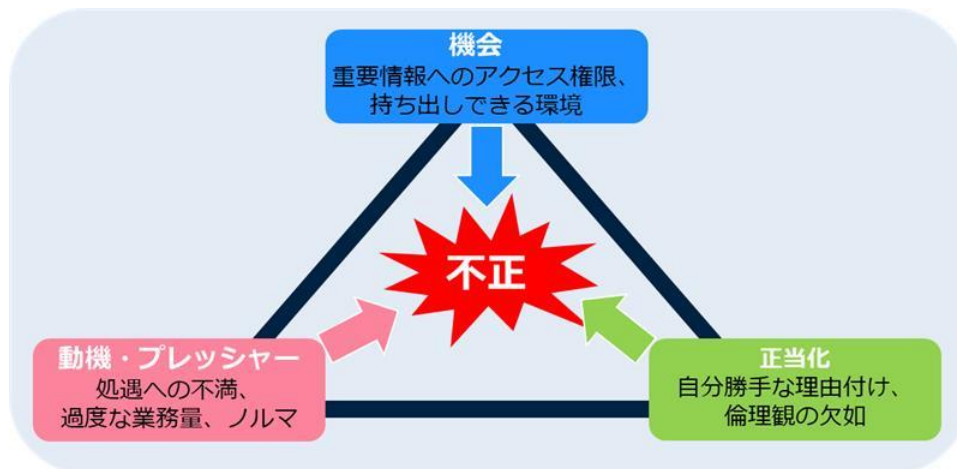 機会
重要情報へのアクセス権限、
持ち出しできる環境
不正
動機・プレッシャー
処遇への不満、
過度な業務量、ノルマ
正当化
自分勝手な理由付け、
倫理観の欠如